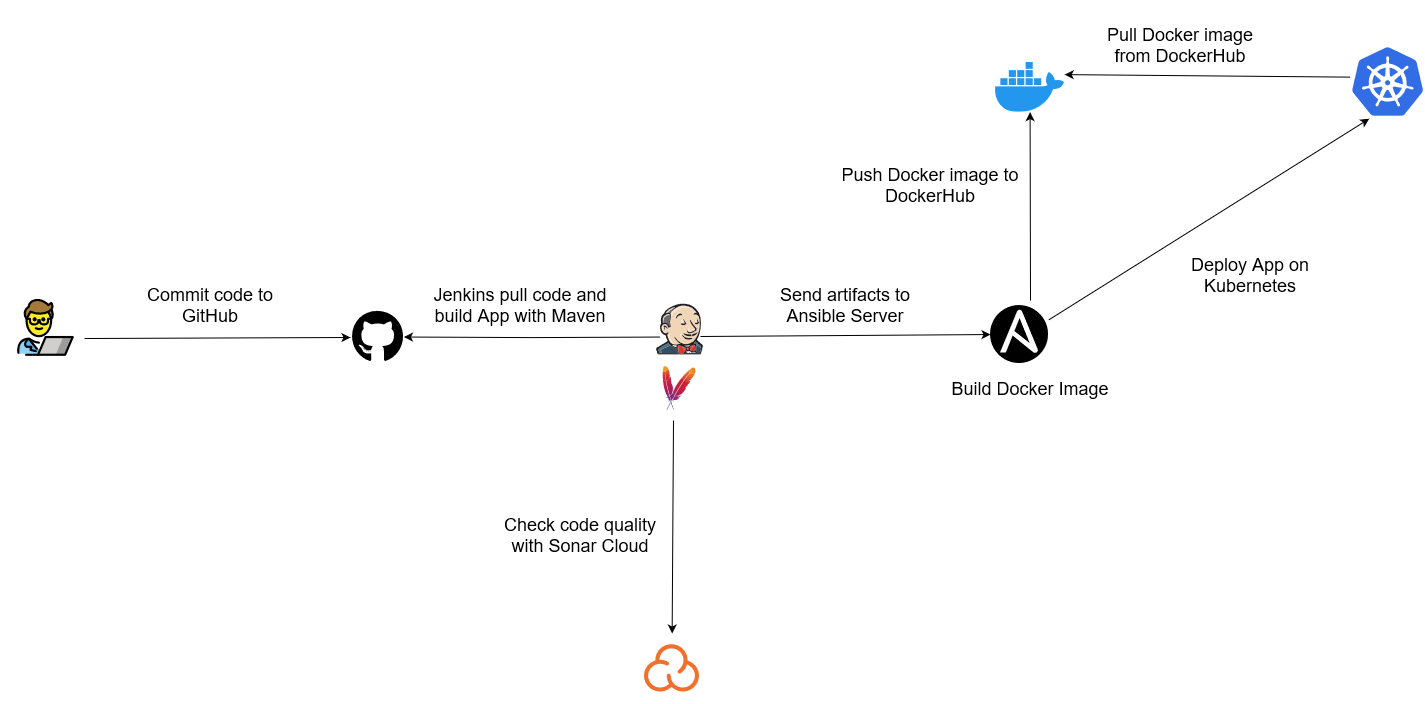 Pull Docker image
from DockerHub
Push Docker image to
DockerHub
Deploy App on
Kubernetes
Commit code to
GitHub
Jenkins pull code and
build App with Maven
Send artifacts to
Ansible Server
Build Docker Image
Check code quality
with Sonar Cloud